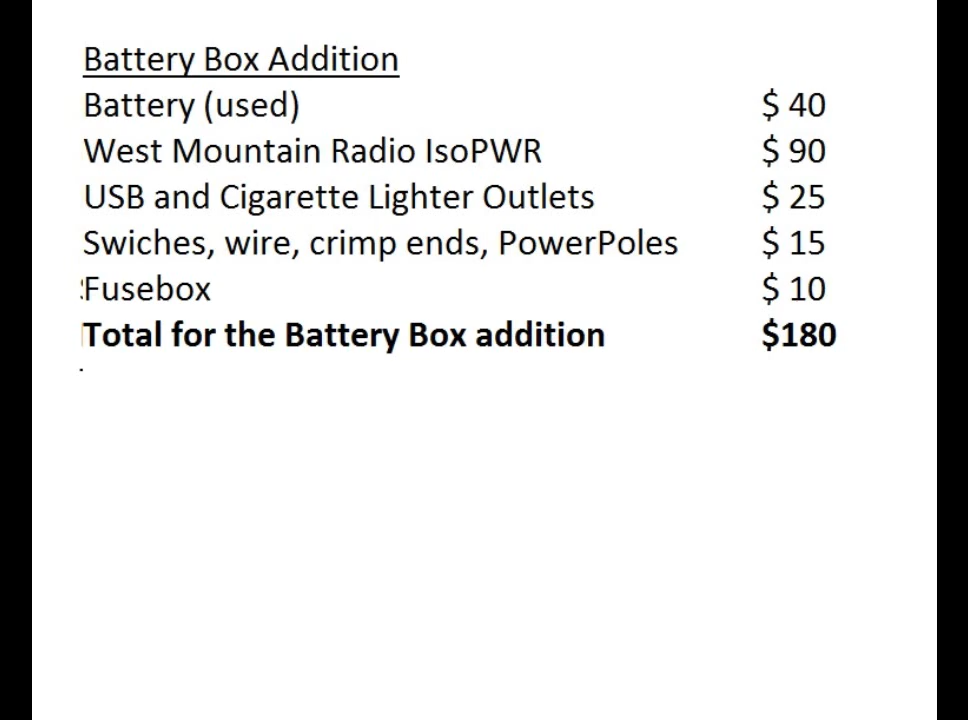 Battery Box Addition
Battery (used) $ 40
West Mountain Radio IsoPWR $ 90
USB and Cigarette Lighter Outlets $ 25
Swiches, wire, crimp ends, PowerPoles $ 15
Fusebox $ 10
Total for the Battery Box addition $180